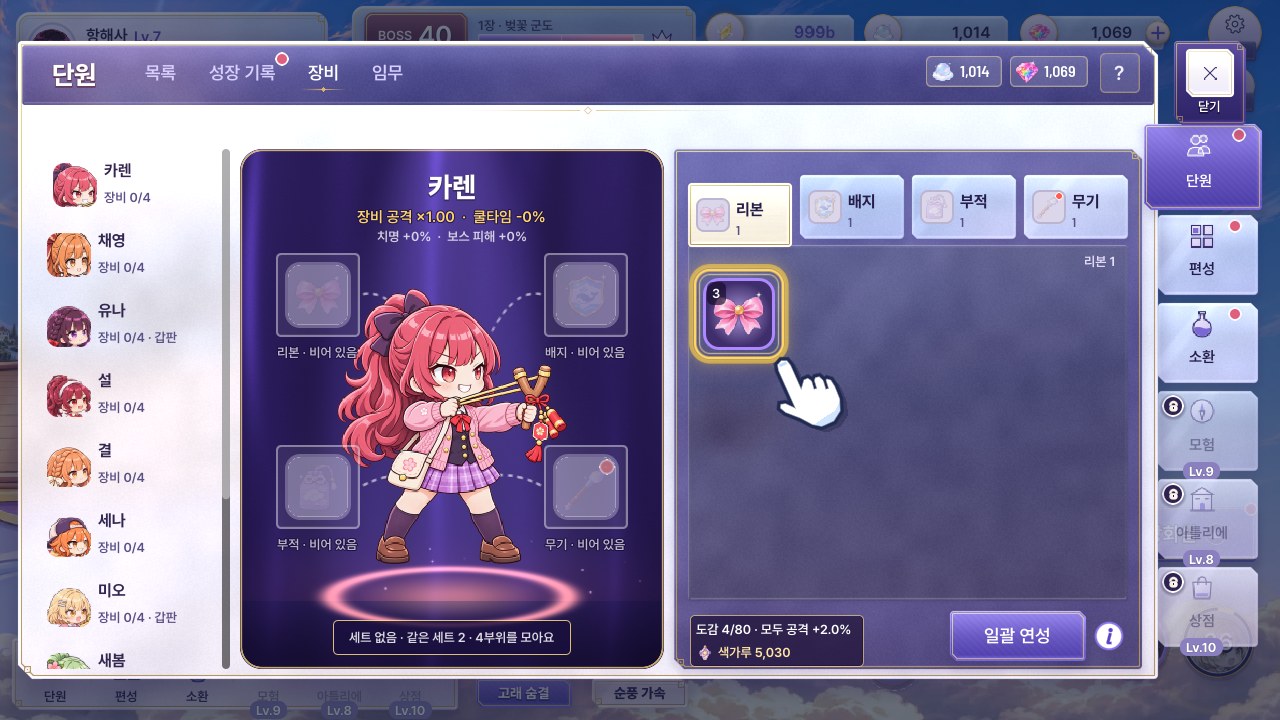 항해사 Lv.7
BOSS 40
1장 · 벚꽃 군도
999b
1,014
1,069
단원
목록
성장 기록
장비
임무
1,014
1,069
?
닫기
카렌
장비 0/4
채영
장비 0/4
유나
장비 0/4 · 갑판
설
장비 0/4
결
장비 0/4
세나
장비 0/4
미오
장비 0/4 · 갑판
새봄
카렌
장비 공격 ×1.00 · 쿨타임 -0%
치명 +0% · 보스 피해 +0%
리본 · 비어 있음
배지 · 비어 있음
부적 · 비어 있음
무기 · 비어 있음
세트 없음 · 같은 세트 2 · 4부위를 모아요
리본
1
배지
1
부적
1
무기
1
리본 1
3
도감 4/80 · 모두 공격 +2.0%
색가루 5,030
일괄 연성
i
단원
편성
소환
모험
Lv.9
아틀리에
Lv.8
상점
Lv.10
단원
편성
소환
모험
Lv.9
아틀리에
Lv.8
상점
Lv.10
고래 숨결
순풍 가속